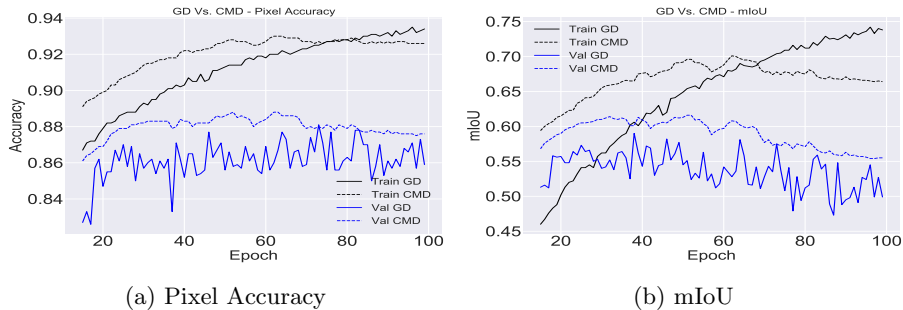 GD Vs. CMD - Pixel Accuracy
0.94
0.92
0.90
0.88
0.86
0.84
Accuracy
Train GD
Train CMD
Val GD
Val CMD
20 40 60 80 100
Epoch
(a) Pixel Accuracy
GD Vs. CMD - mIoU
Train GD
Train CMD
Val GD
Val CMD
0.75
0.70
0.65
0.60
0.55
0.50
0.45
mIoU
20 40 60 80 100
Epoch
(b) mIoU